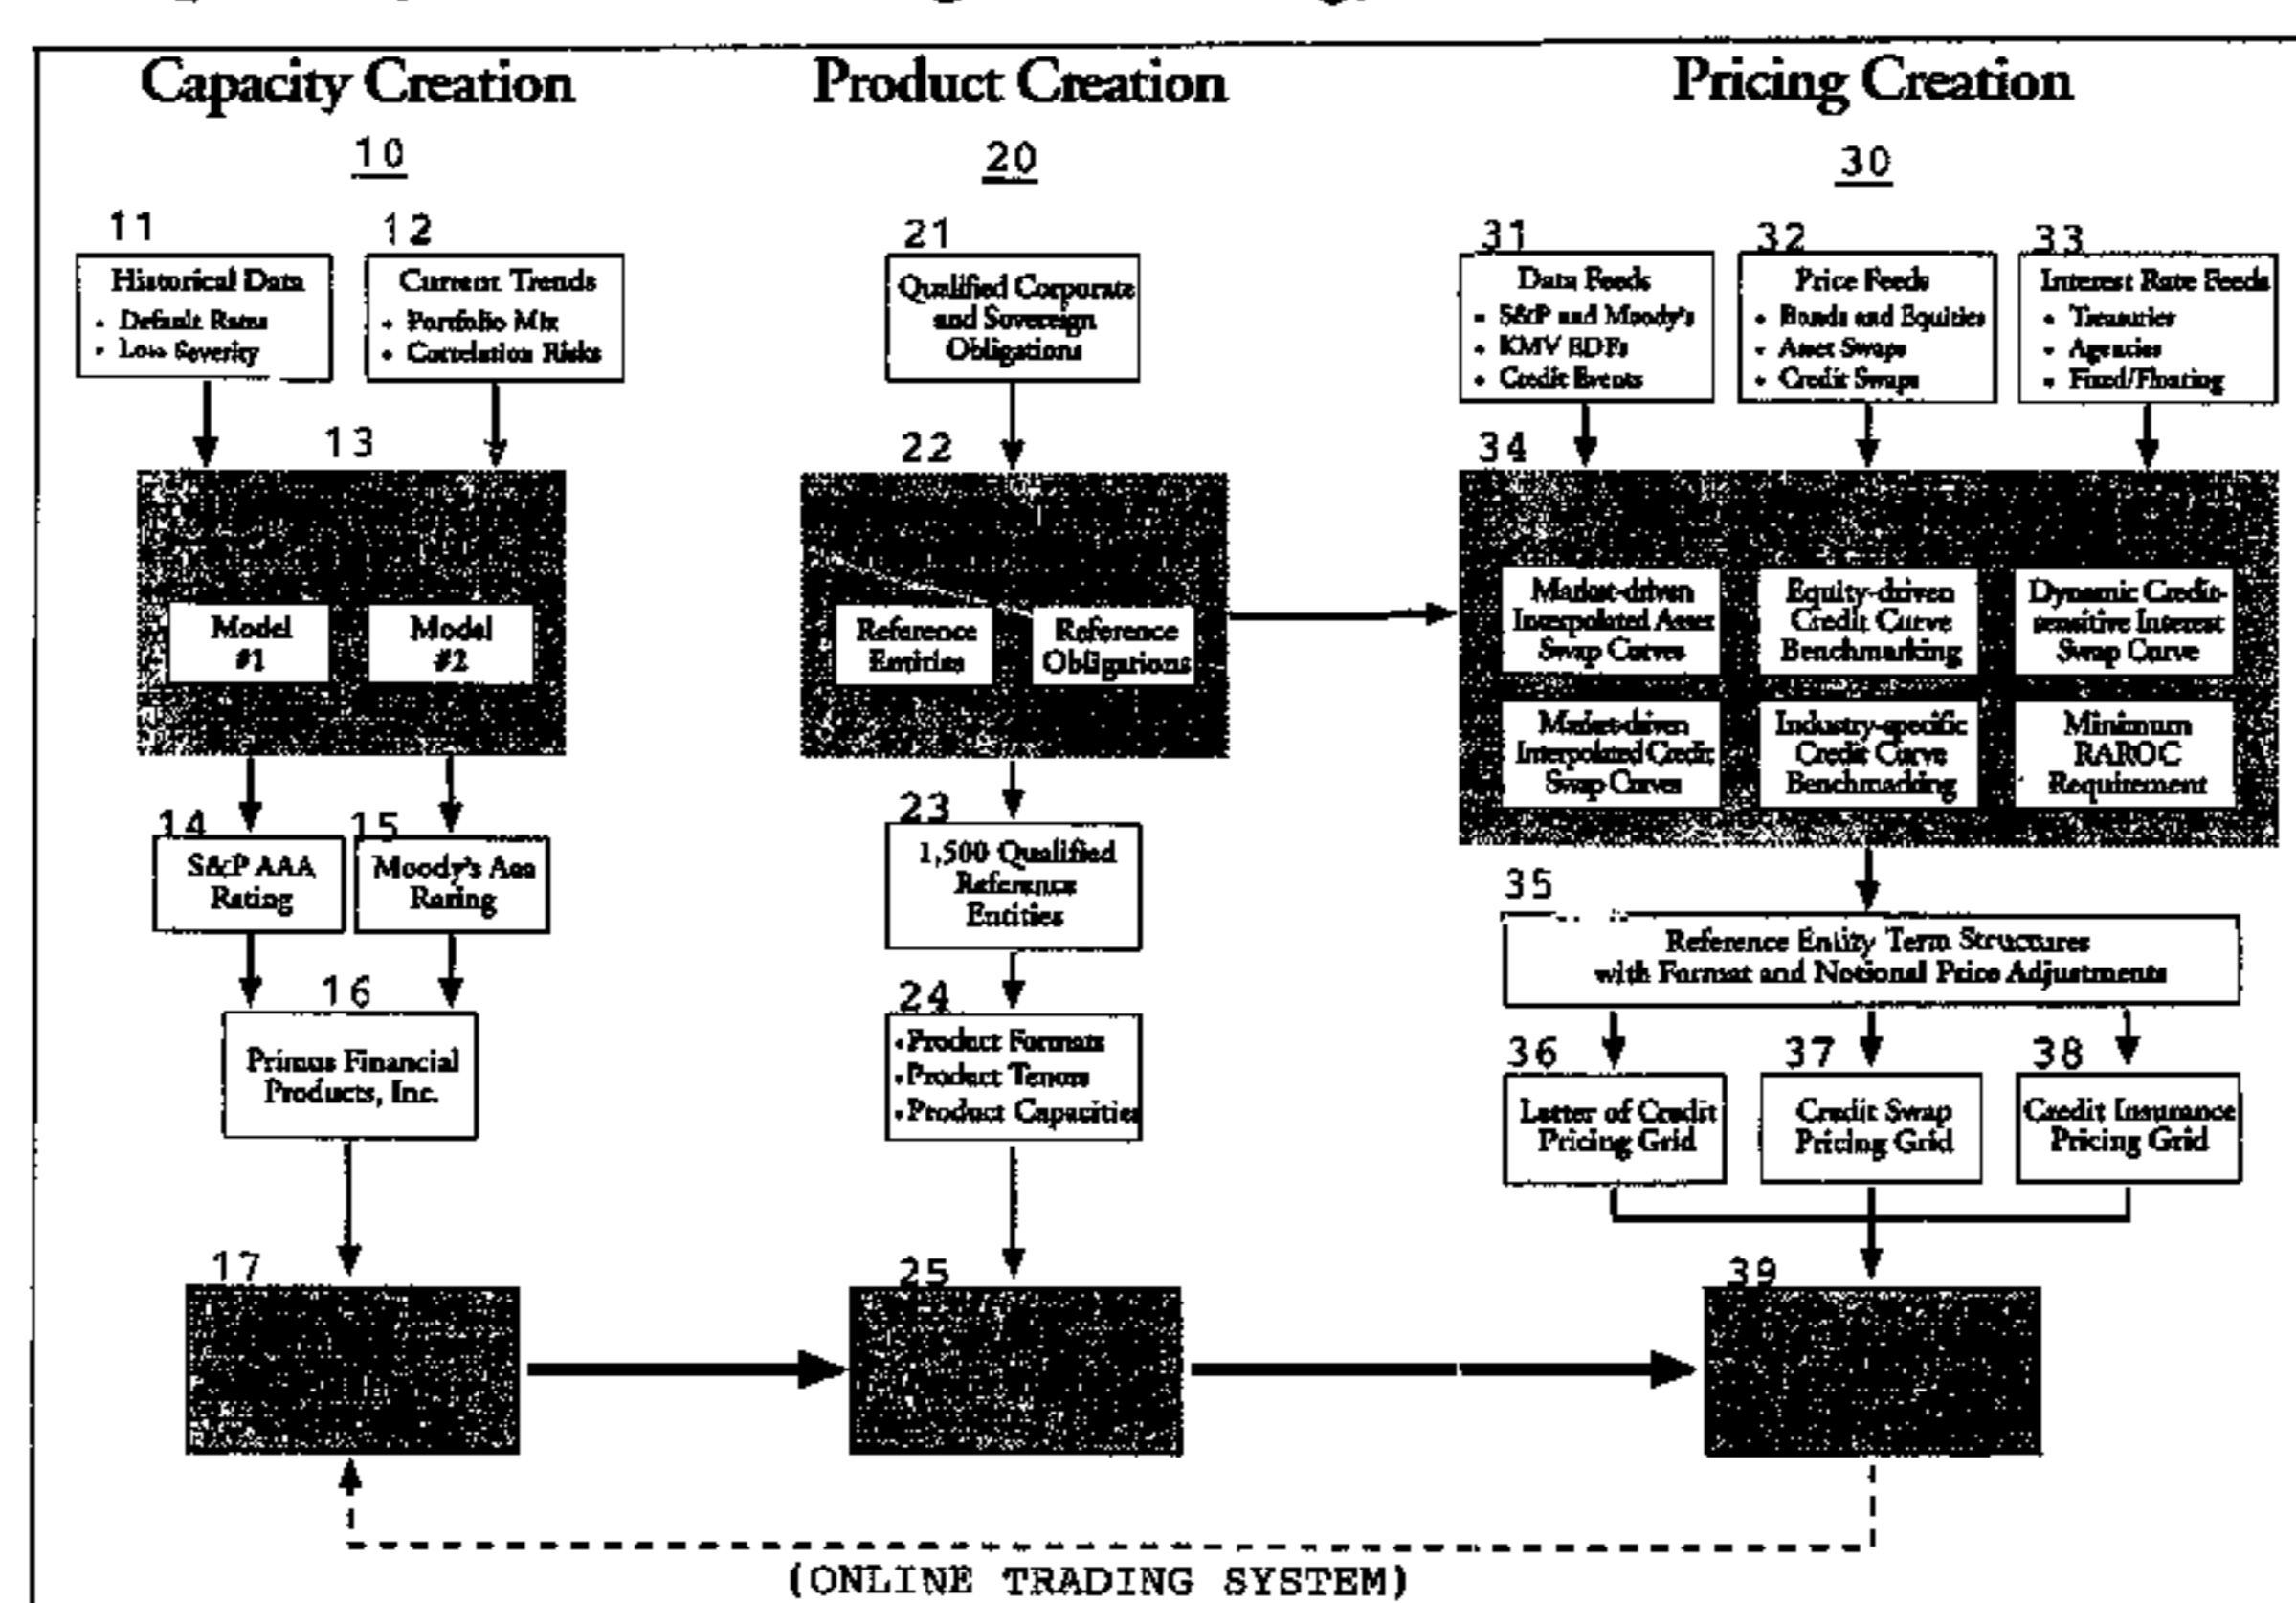 Capacity Creation
10
11
Historical Data
• Default Rates
• Loss Severity
12
Current Trends
• Portfolio Mix
• Correlation Risks
13
Model
#1
Model
#2
14
S&P AAA
Rating
15
Moody's Aaa
Rating
16
Primus Financial
Products, Inc.
17
Product Creation
20
21
Qualified Corporate
and Sovereign
Obligations
22
Reference
Entities
Reference
Obligations
23
1,500 Qualified
Reference
Entities
24
• Product Formats
• Product Tenors
• Product Capacities
25
Pricing Creation
30
31
Data Feeds
• S&P and Moody's
• KMV EDFs
• Credit Events
32
Price Feeds
• Bonds and Equities
• Asset Swaps
• Credit Swaps
33
Interest Rate Feeds
• Treasuries
• Agencies
• Fixed/Floating
34
Market-driven
Interpolated Asset
Swap Curves
Equity-driven
Credit Curve
Benchmarking
Dynamic Credit-
sensitive Interest
Swap Curve
Market-driven
Interpolated Credit
Swap Curves
Industry-specific
Credit Curve
Benchmarking
Minimum
RAROC
Requirement
35
Reference Entity Term Structures
with Format and Notional Price Adjustments
36
Letter of Credit
Pricing Grid
37
Credit Swap
Pricing Grid
38
Credit Insurance
Pricing Grid
39
(ONLINE TRADING SYSTEM)